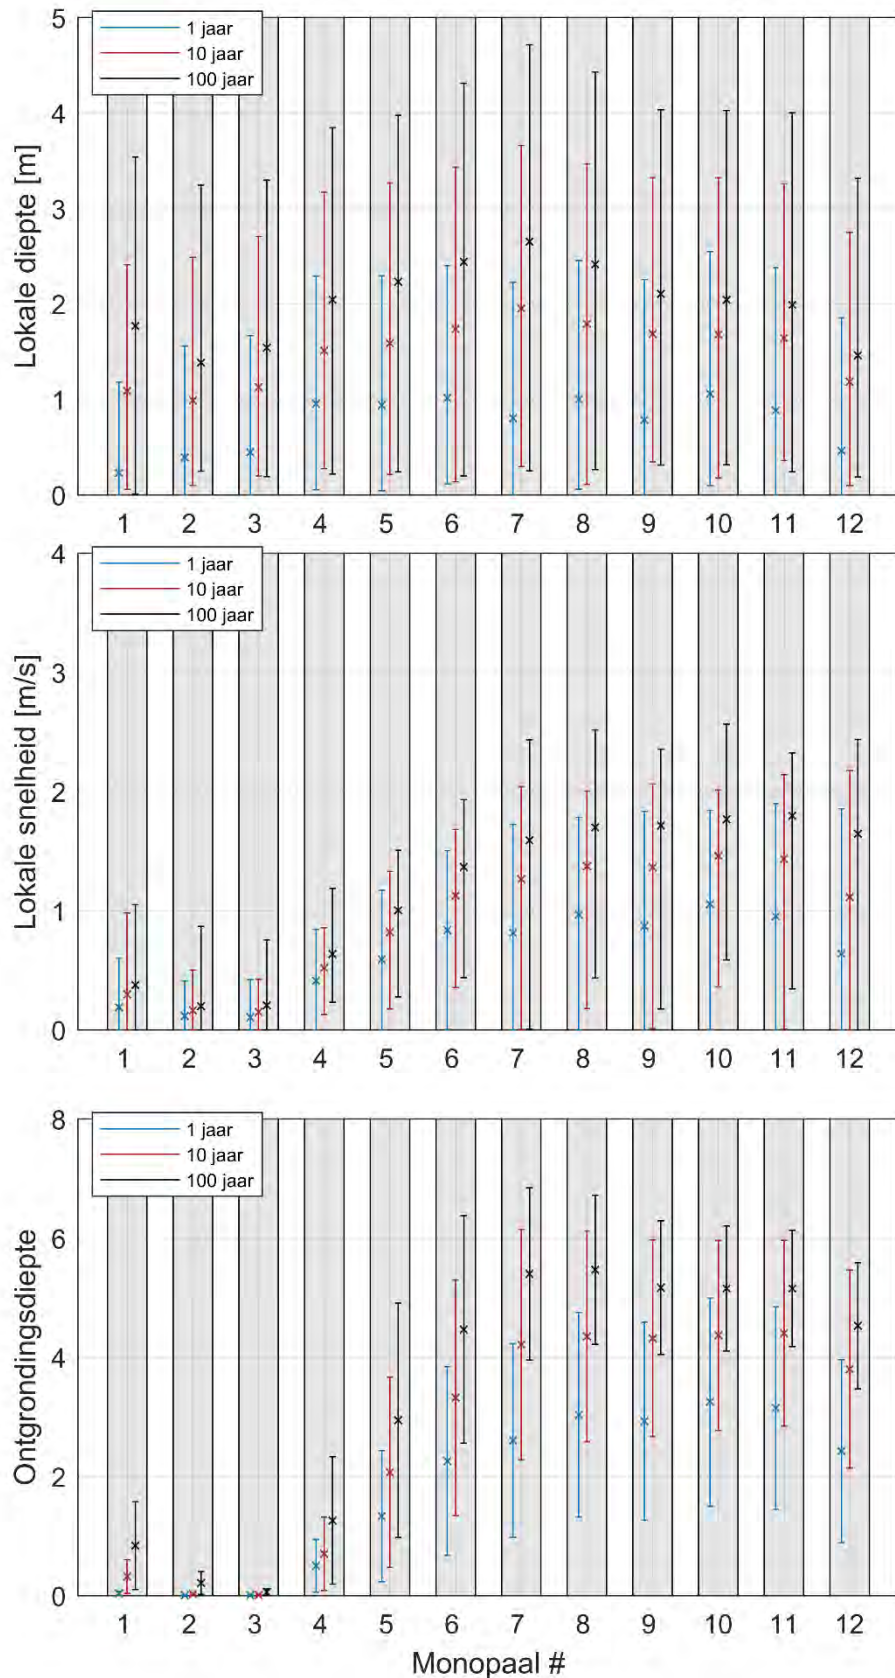 5
4
3
2
1
0
Lokale diepte [m]
1 jaar
10 jaar
100 jaar
1 2 3 4 5 6 7 8 9 10 11 12
4
3
2
1
0
Lokale snelheid [m/s]
1 jaar
10 jaar
100 jaar
1 2 3 4 5 6 7 8 9 10 11 12
8
6
4
2
0
Ontgrondingsdiepte
1 jaar
10 jaar
100 jaar
1 2 3 4 5 6 7 8 9 10 11 12
Monopaal #